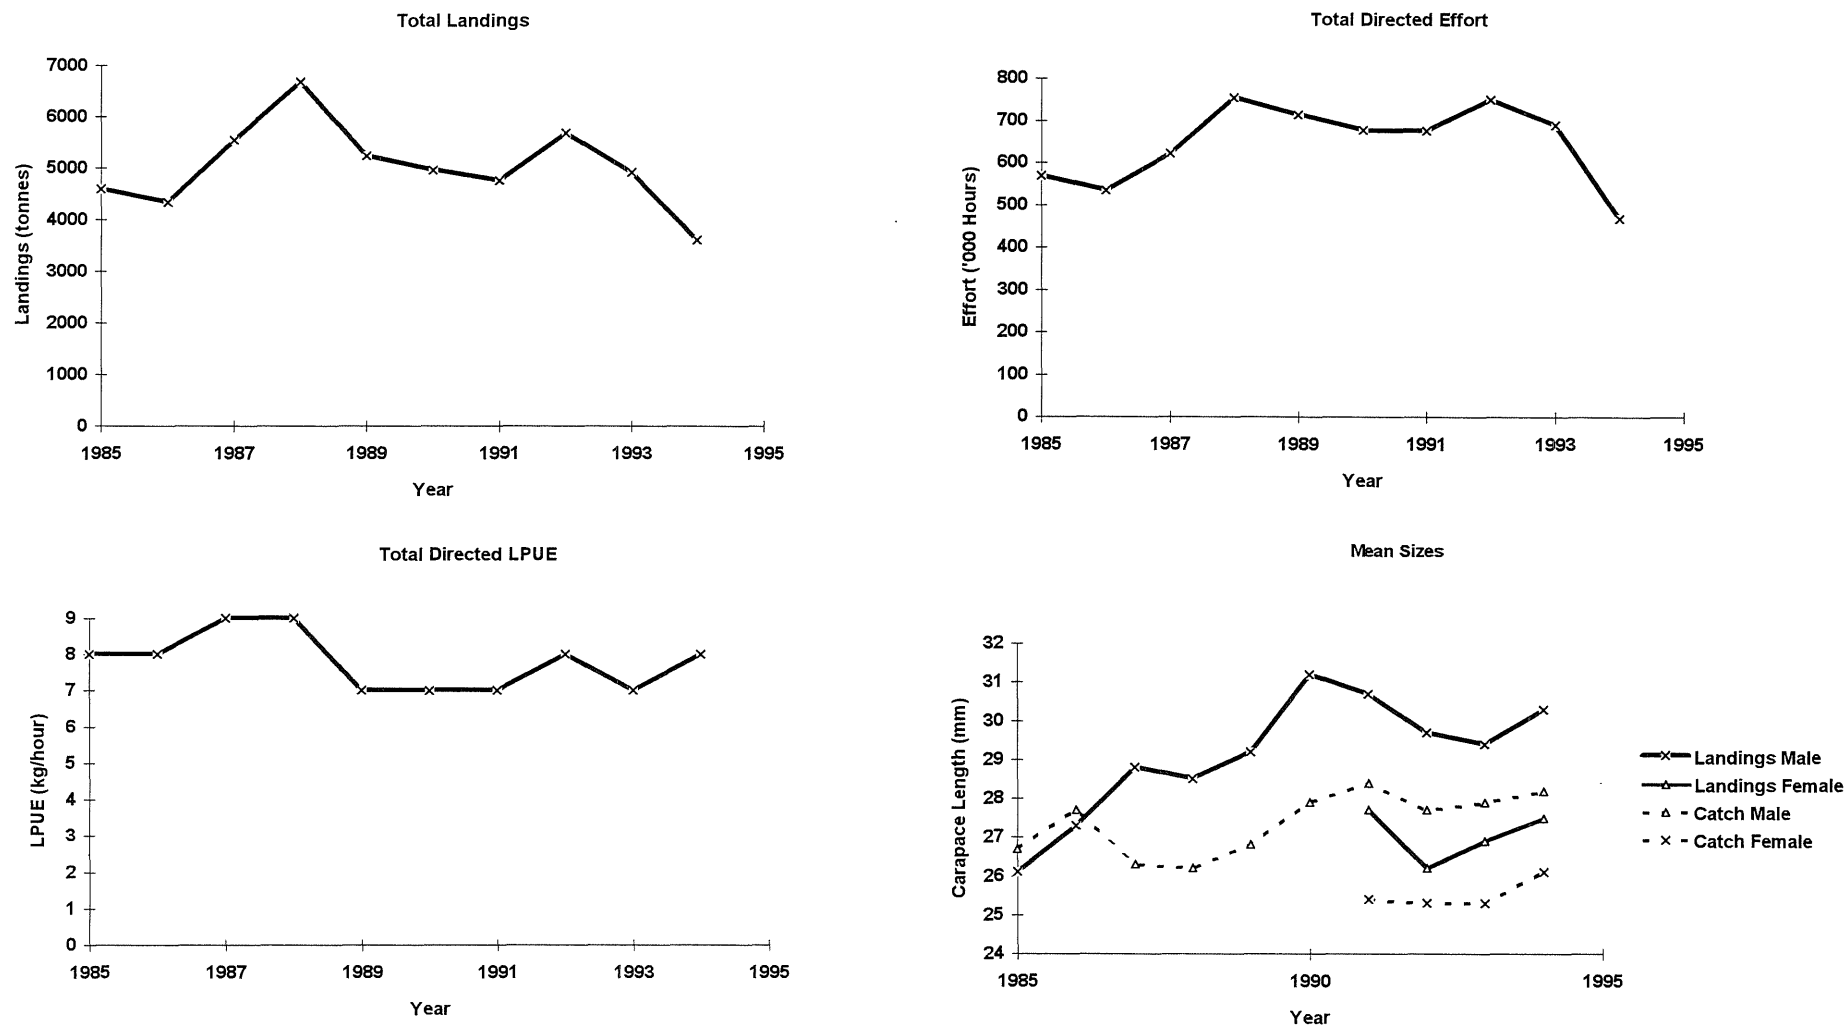 Total Landings
7000
6000
5000
4000
3000
2000
1000
0
Landings (tonnes)
1985 1987 1989 1991 1993 1995
Year
Total Directed Effort
800
700
600
500
400
300
200
100
0
Effort ('000 Hours)
1985 1987 1989 1991 1993 1995
Year
Total Directed LPUE
9
8
7
6
5
4
3
2
1
0
LPUE (kg/hour)
1985 1987 1989 1991 1993 1995
Year
Mean Sizes
32
31
30
29
28
27
26
25
24
Carapace Length (mm)
1985 1990 1995
Year
Landings Male
Landings Female
Catch Male
Catch Female